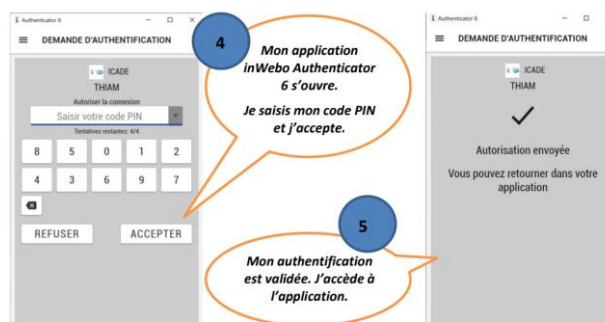 Authenticator 6
DEMANDE D'AUTHENTIFICATION
ICADE
THIAM
Autoriser la connexion
Saisir votre code PIN
Tentatives restantes: 4/4
8 5 0 1 2
4 3 6 9 7
REFUSER ACCEPTER
4
Mon application
inWebo Authenticator
6 s'ouvre.
Je saisis mon code PIN
et j'accepte.
5
Mon authentification
est validée. J'accède à
l'application.
Authenticator 6
DEMANDE D'AUTHENTIFICATION
ICADE
THIAM
Autorisation envoyée
Vous pouvez retourner dans votre
application